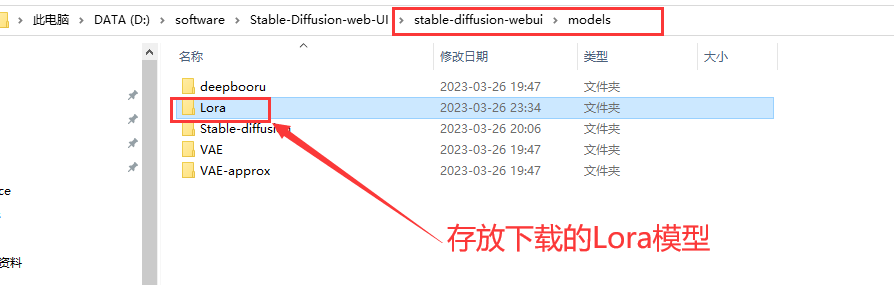 此电脑 › DATA (D:) › software › Stable-Diffusion-web-UI › stable-diffusion-webui › models
名称 修改日期 类型 大小
deepbooru 2023-03-26 19:47 文件夹
Lora 2023-03-26 23:34 文件夹
Stable-diffusion 2023-03-26 20:06 文件夹
VAE 2023-03-26 19:47 文件夹
VAE-approx 2023-03-26 19:47 文件夹
ce
存放下载的Lora模型
资料